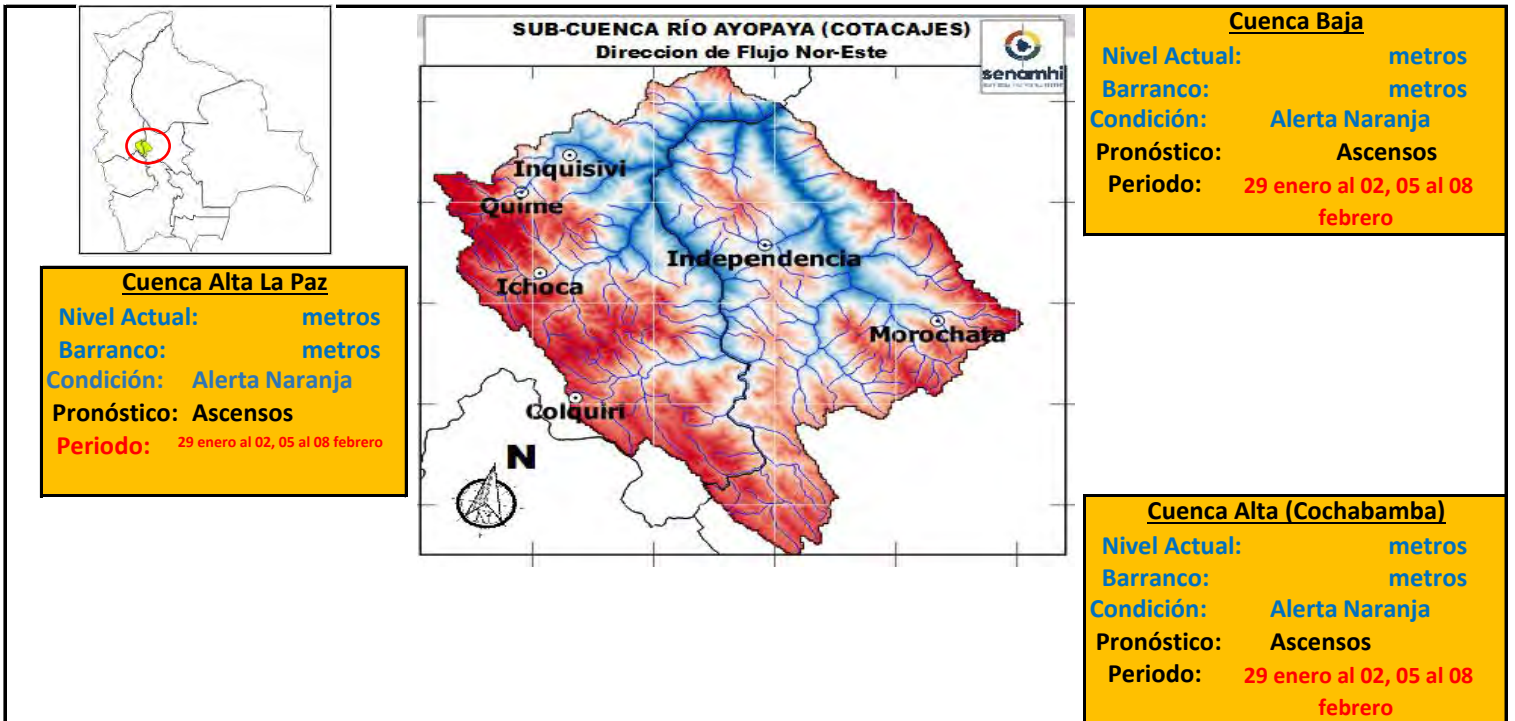 SUB-CUENCA RÍO AYOPAYA (COTACAJES)
Direccion de Flujo Nor-Este
senamhi
Inquisivi
Quime
Independencia
Ichoca
Morochata
Colquiri
N
Cuenca Alta La Paz
Nivel Actual: metros
Barranco: metros
Condición: Alerta Naranja
Pronóstico: Ascensos
Periodo: 29 enero al 02, 05 al 08 febrero
Cuenca Baja
Nivel Actual: metros
Barranco: metros
Condición: Alerta Naranja
Pronóstico: Ascensos
Periodo: 29 enero al 02, 05 al 08
febrero
Cuenca Alta (Cochabamba)
Nivel Actual: metros
Barranco: metros
Condición: Alerta Naranja
Pronóstico: Ascensos
Periodo: 29 enero al 02, 05 al 08
febrero